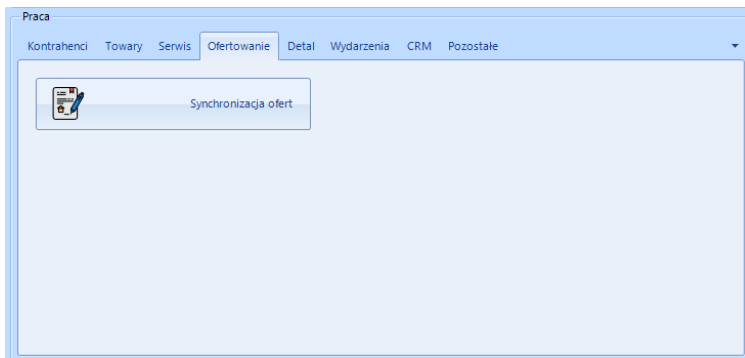 Praca
Kontrahenci Towary Serwis Ofertowanie Detal Wydarzenia CRM Pozostałe
Synchronizacja ofert